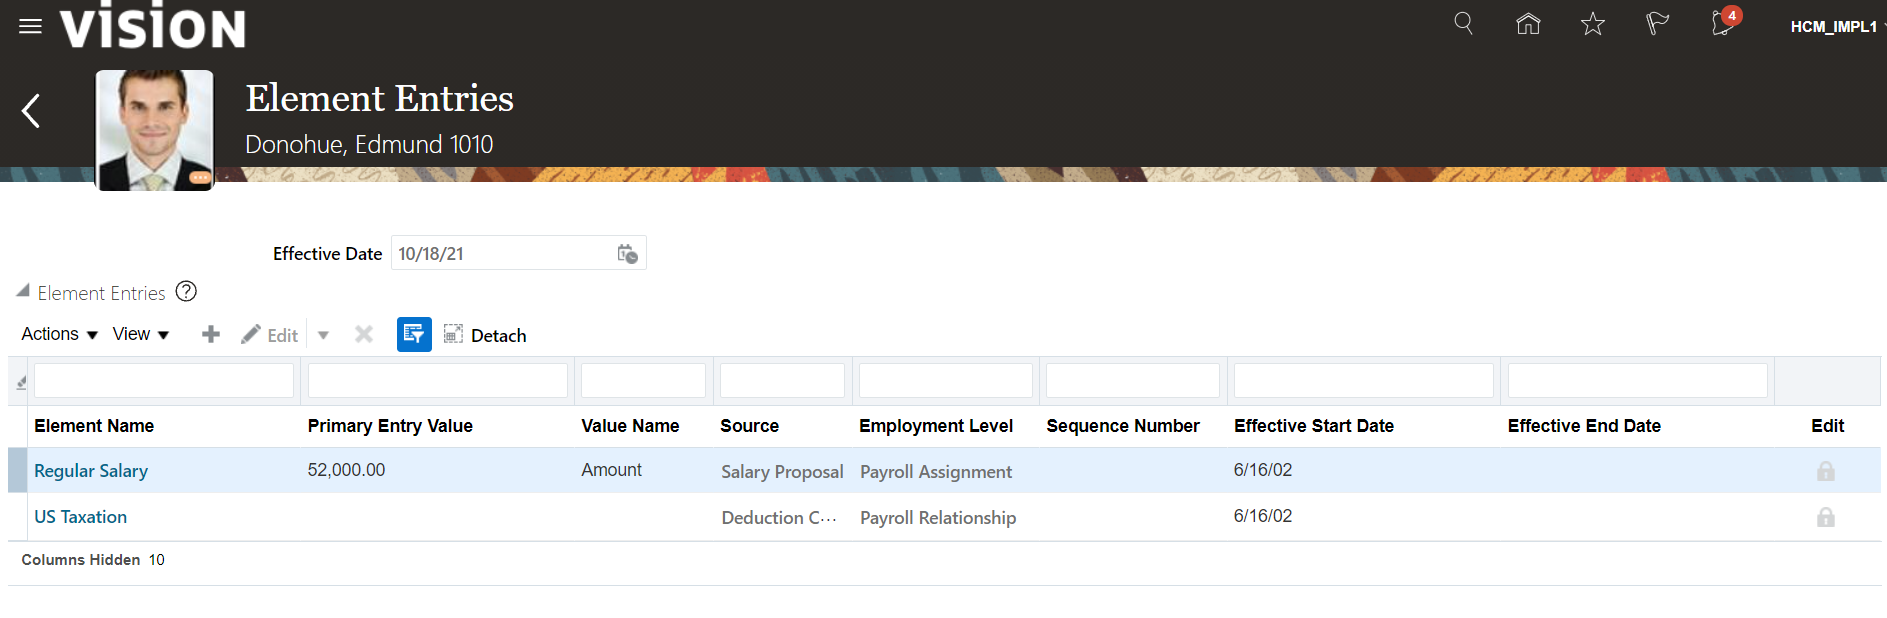 vision
4
HCM_IMPL1
Element Entries
Donohue, Edmund 1010
Effective Date 10/18/21
Element Entries ?
Actions View Edit Detach
Element Name Primary Entry Value Value Name Source Employment Level Sequence Number Effective Start Date Effective End Date Edit
Regular Salary 52,000.00 Amount Salary Proposal Payroll Assignment 6/16/02
US Taxation Deduction C... Payroll Relationship 6/16/02
Columns Hidden 10